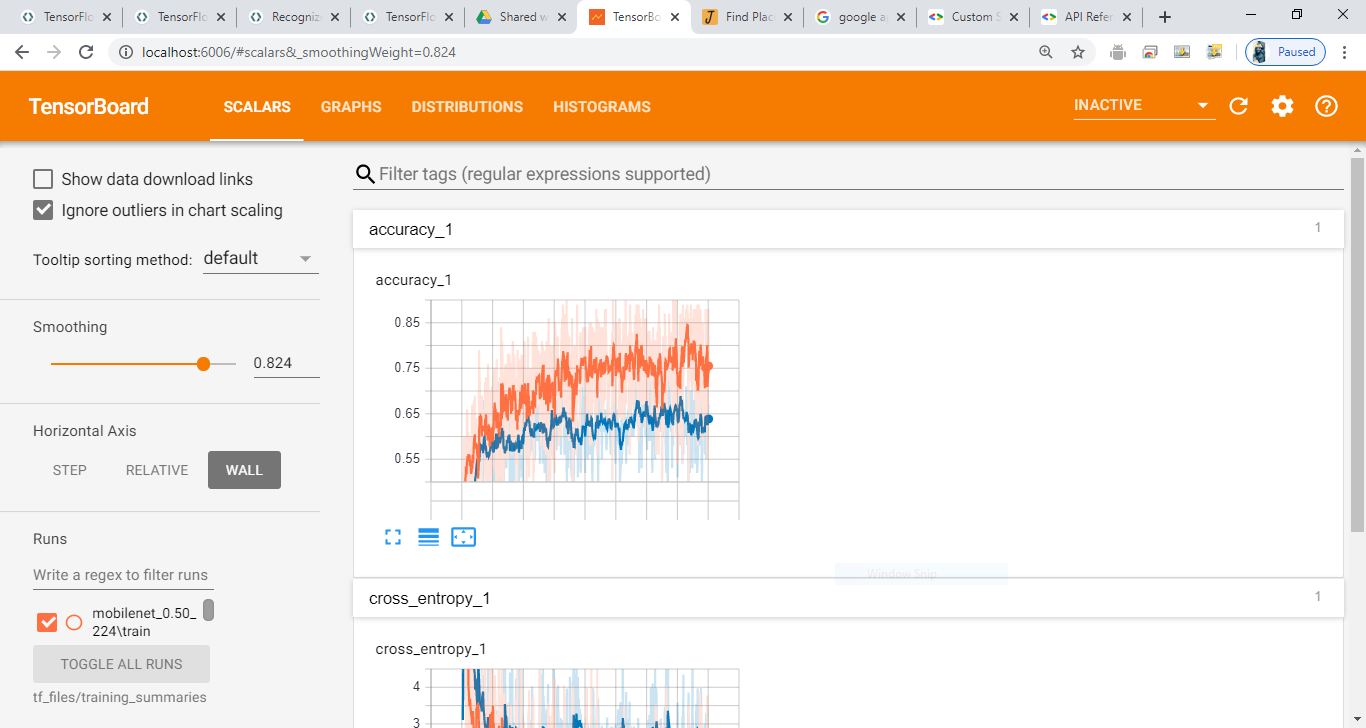 TensorFlo
TensorFlo
Recogniz
TensorFlo
Shared w
TensorBo
Find Plac
google a
Custom S
API Refer
localhost:6006/#scalars&_smoothingWeight=0.824
Paused
TensorBoard
SCALARS
GRAPHS
DISTRIBUTIONS
HISTOGRAMS
INACTIVE
Show data download links
Ignore outliers in chart scaling
Tooltip sorting method: default
Smoothing
0.824
Horizontal Axis
STEP
RELATIVE
WALL
Runs
Write a regex to filter runs
mobilenet_0.50_
224\train
TOGGLE ALL RUNS
tf_files/training_summaries
Filter tags (regular expressions supported)
accuracy_1
1
accuracy_1
0.85
0.75
0.65
0.55
Window Snip
cross_entropy_1
1
cross_entropy_1
4
3